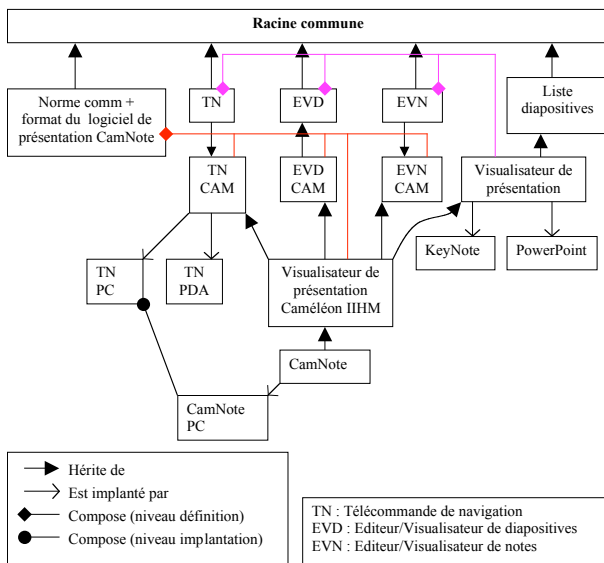 Racine commune
Norme comm +
format du logiciel de
présentation CamNote
TN
EVD
EVN
Liste
diapositives
TN
CAM
EVD
CAM
EVN
CAM
Visualisateur de
présentation
TN
PC
TN
PDA
Visualisateur de
présentation
Caméléon IIHM
KeyNote
PowerPoint
CamNote
CamNote
PC
Hérite de
Est implanté par
Compose (niveau définition)
Compose (niveau implantation)
TN : Télécommande de navigation
EVD : Editeur/Visualisateur de diapositives
EVN : Editeur/Visualisateur de notes